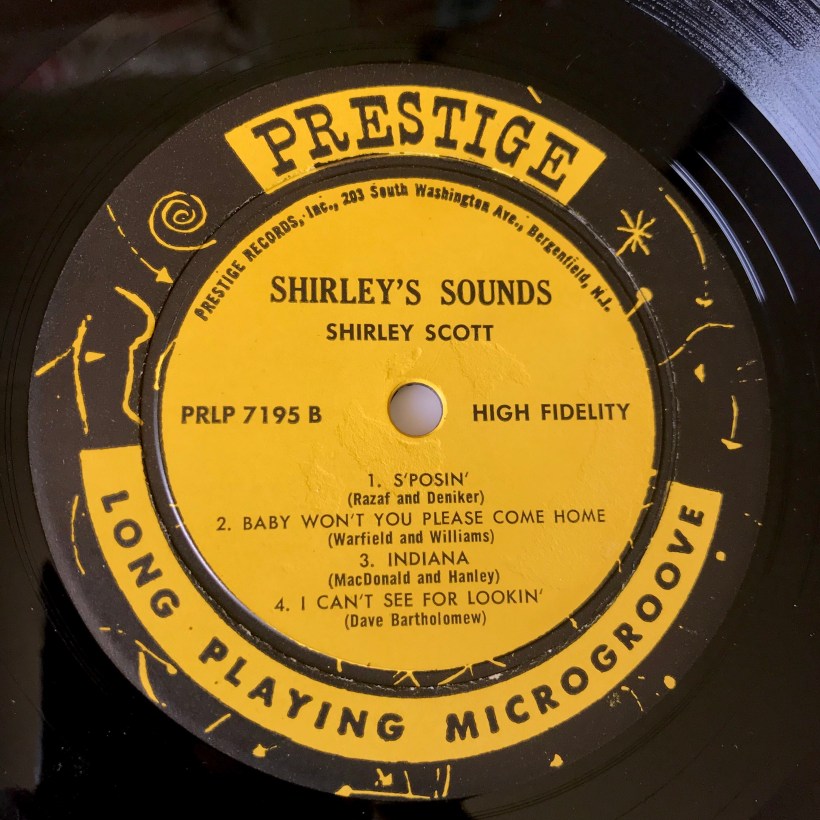 PRESTIGE
PRESTIGE RECORDS, Inc., 203 South Washington Ave., Bergenfield, N.J.
SHIRLEY'S SOUNDS
SHIRLEY SCOTT
PRLP 7195 B
HIGH FIDELITY
1. S'POSIN'
(Razaf and Deniker)
2. BABY WON'T YOU PLEASE COME HOME
(Warfield and Williams)
3. INDIANA
(MacDonald and Hanley)
4. I CAN'T SEE FOR LOOKIN'
(Dave Bartholomew)
LONG PLAYING MICROGROOVE